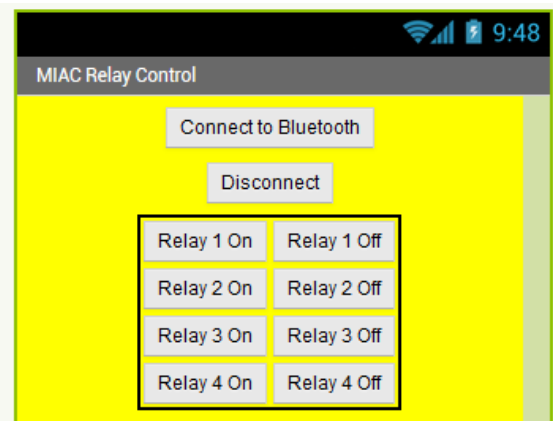 9:48
MIAC Relay Control
Connect to Bluetooth
Disconnect
Relay 1 On Relay 1 Off
Relay 2 On Relay 2 Off
Relay 3 On Relay 3 Off
Relay 4 On Relay 4 Off